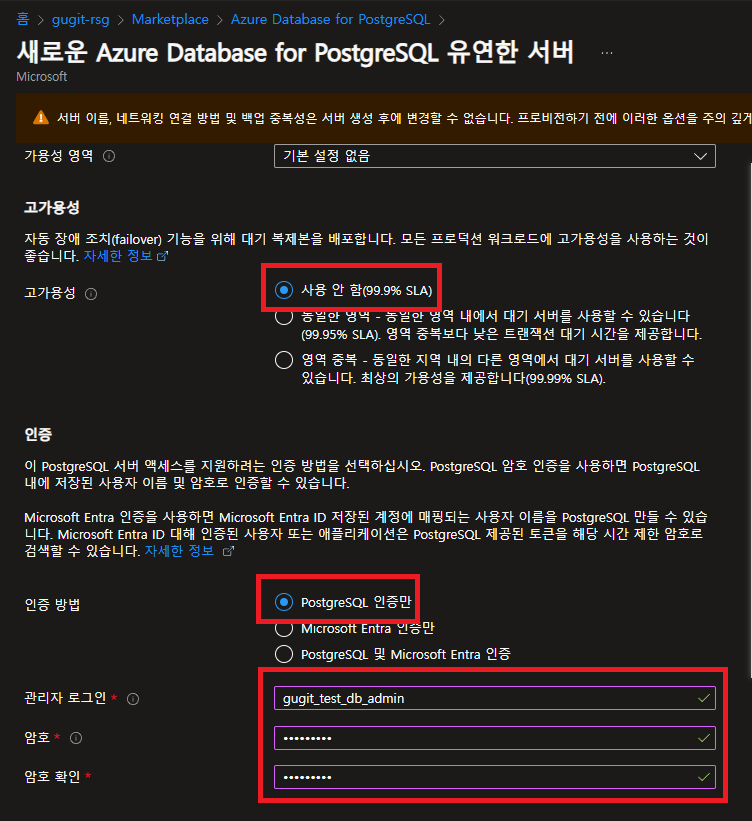 홈 > gugit-rsg > Marketplace > Azure Database for PostgreSQL >
새로운 Azure Database for PostgreSQL 유연한 서버 ...
Microsoft
서버 이름, 네트워킹 연결 방법 및 백업 중복성은 서버 생성 후에 변경할 수 없습니다. 프로비전하기 전에 이러한 옵션을 주의 깊게
가용성 영역
기본 설정 없음
고가용성
자동 장애 조치(failover) 기능을 위해 대기 복제본을 배포합니다. 모든 프로덕션 워크로드에 고가용성을 사용하는 것이
좋습니다. 자세한 정보
고가용성
사용 안 함(99.9% SLA)
동일한 영역 - 동일한 영역 내에서 대기 서버를 사용할 수 있습니다
(99.95% SLA). 영역 중복보다 낮은 트랜잭션 대기 시간을 제공합니다.
영역 중복 - 동일한 지역 내의 다른 영역에서 대기 서버를 사용할 수
있습니다. 최상의 가용성을 제공합니다(99.99% SLA).
인증
이 PostgreSQL 서버 액세스를 지원하려는 인증 방법을 선택하십시오. PostgreSQL 암호 인증을 사용하면 PostgreSQL
내에 저장된 사용자 이름 및 암호로 인증할 수 있습니다.
Microsoft Entra 인증을 사용하면 Microsoft Entra ID 저장된 계정에 매핑되는 사용자 이름을 PostgreSQL 만들 수 있습
니다. Microsoft Entra ID 대해 인증된 사용자 또는 애플리케이션은 PostgreSQL 제공된 토큰을 해당 시간 제한 암호로
검색할 수 있습니다. 자세한 정보
인증 방법
PostgreSQL 인증만
Microsoft Entra 인증만
PostgreSQL 및 Microsoft Entra 인증
관리자 로그인 *
gugit_test_db_admin
암호 *
•••••••••
암호 확인 *
•••••••••